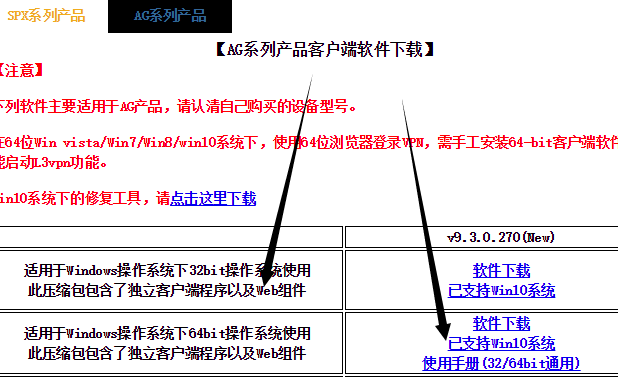 SPX系列产品
AG系列产品
【AG系列产品客户端软件下载】
【注意】
下列软件主要适用于AG产品，请认清自己购买的设备型号。
在64位Win vista/Win7/Win8/win10系统下，使用64位浏览器登录VPN，需手工安装64-bit客户端软件
能启动L3vpn功能。
win10系统下的修复工具，请点击这里下载
v9.3.0.270(New)
适用于Windows操作系统下32bit操作系统使用
此压缩包包含了独立客户端程序以及Web组件
软件下载
已支持Win10系统
适用于Windows操作系统下64bit操作系统使用
此压缩包包含了独立客户端程序以及Web组件
软件下载
已支持Win10系统
使用手册(32/64bit通用)